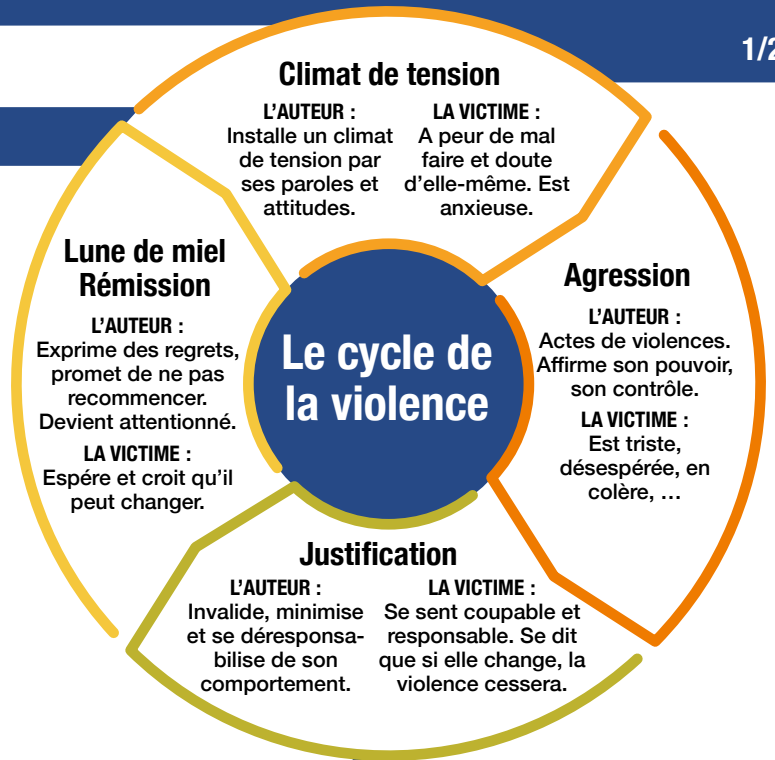 1/2
Climat de tension
L'AUTEUR :
Installe un climat
de tension par
ses paroles et
attitudes.
LA VICTIME :
A peur de mal
faire et doute
d'elle-même. Est
anxieuse.
Agression
L'AUTEUR :
Actes de violences.
Affirme son pouvoir,
son contrôle.
LA VICTIME :
Est triste,
désespérée, en
colère, …
Justification
L'AUTEUR :
Invalide, minimise
et se déresponsa-
bilise de son
comportement.
LA VICTIME :
Se sent coupable et
responsable. Se dit
que si elle change, la
violence cessera.
Lune de miel
Rémission
L'AUTEUR :
Exprime des regrets,
promet de ne pas
recommencer.
Devient attentionné.
LA VICTIME :
Espére et croit qu'il
peut changer.
Le cycle de
la violence